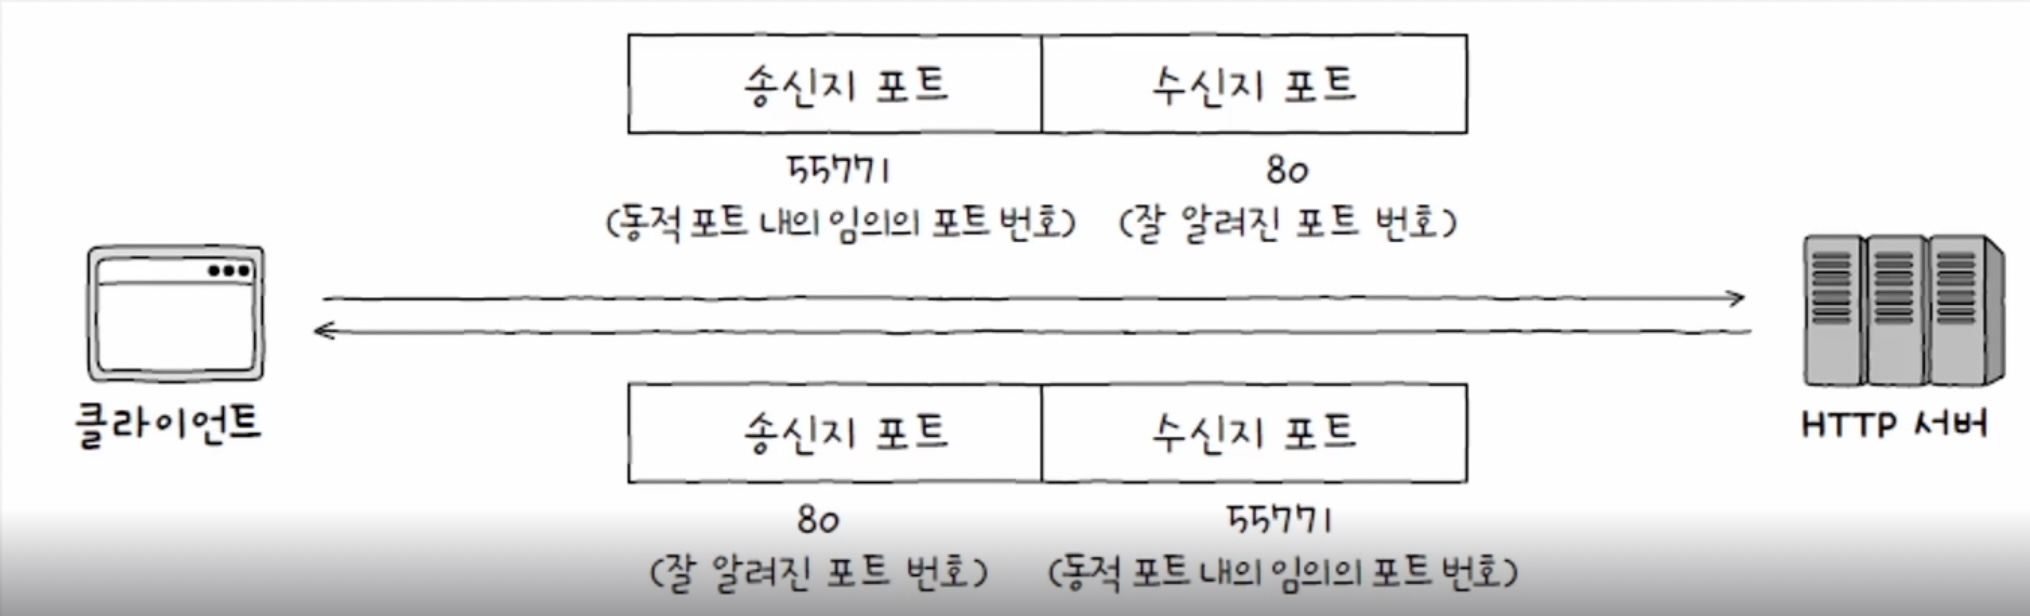 송신지 포트 수신지 포트
55771 80
(동적 포트 내의 임의의 포트 번호) (잘 알려진 포트 번호)
클라이언트
HTTP 서버
송신지 포트 수신지 포트
80 55771
(잘 알려진 포트 번호) (동적 포트 내의 임의의 포트 번호)